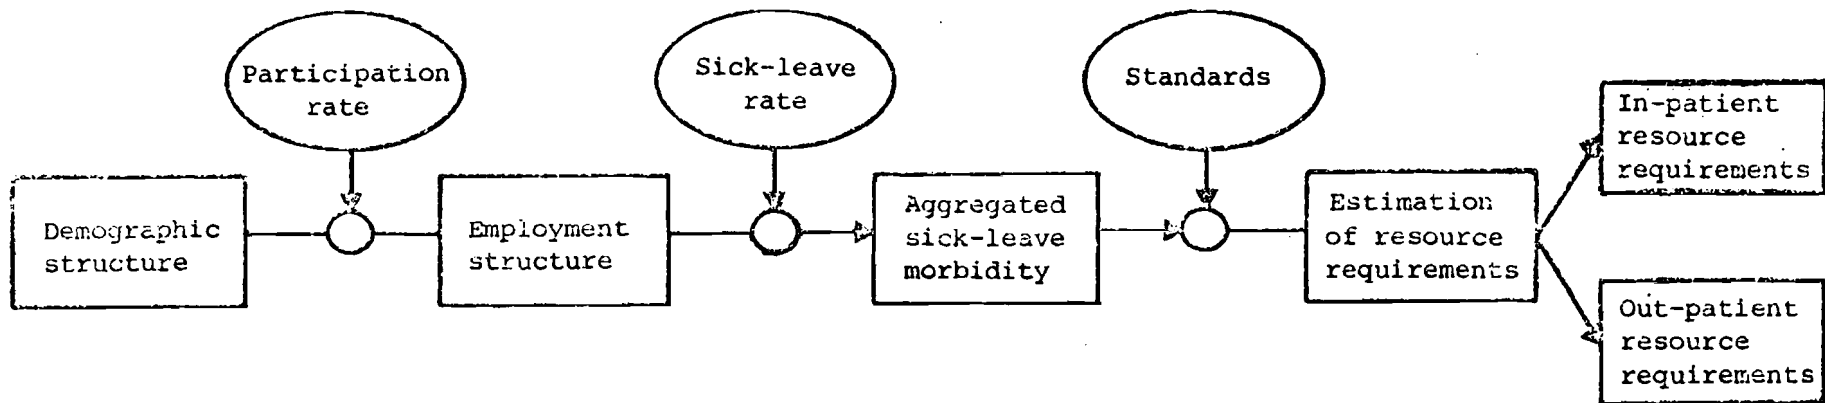 Participation
rate
Sick-leave
rate
Standards
Demographic
structure
Employment
structure
Aggregated
sick-leave
morbidity
Estimation
of resource
requirements
In-patient
resource
requirements
Out-patient
resource
requirements